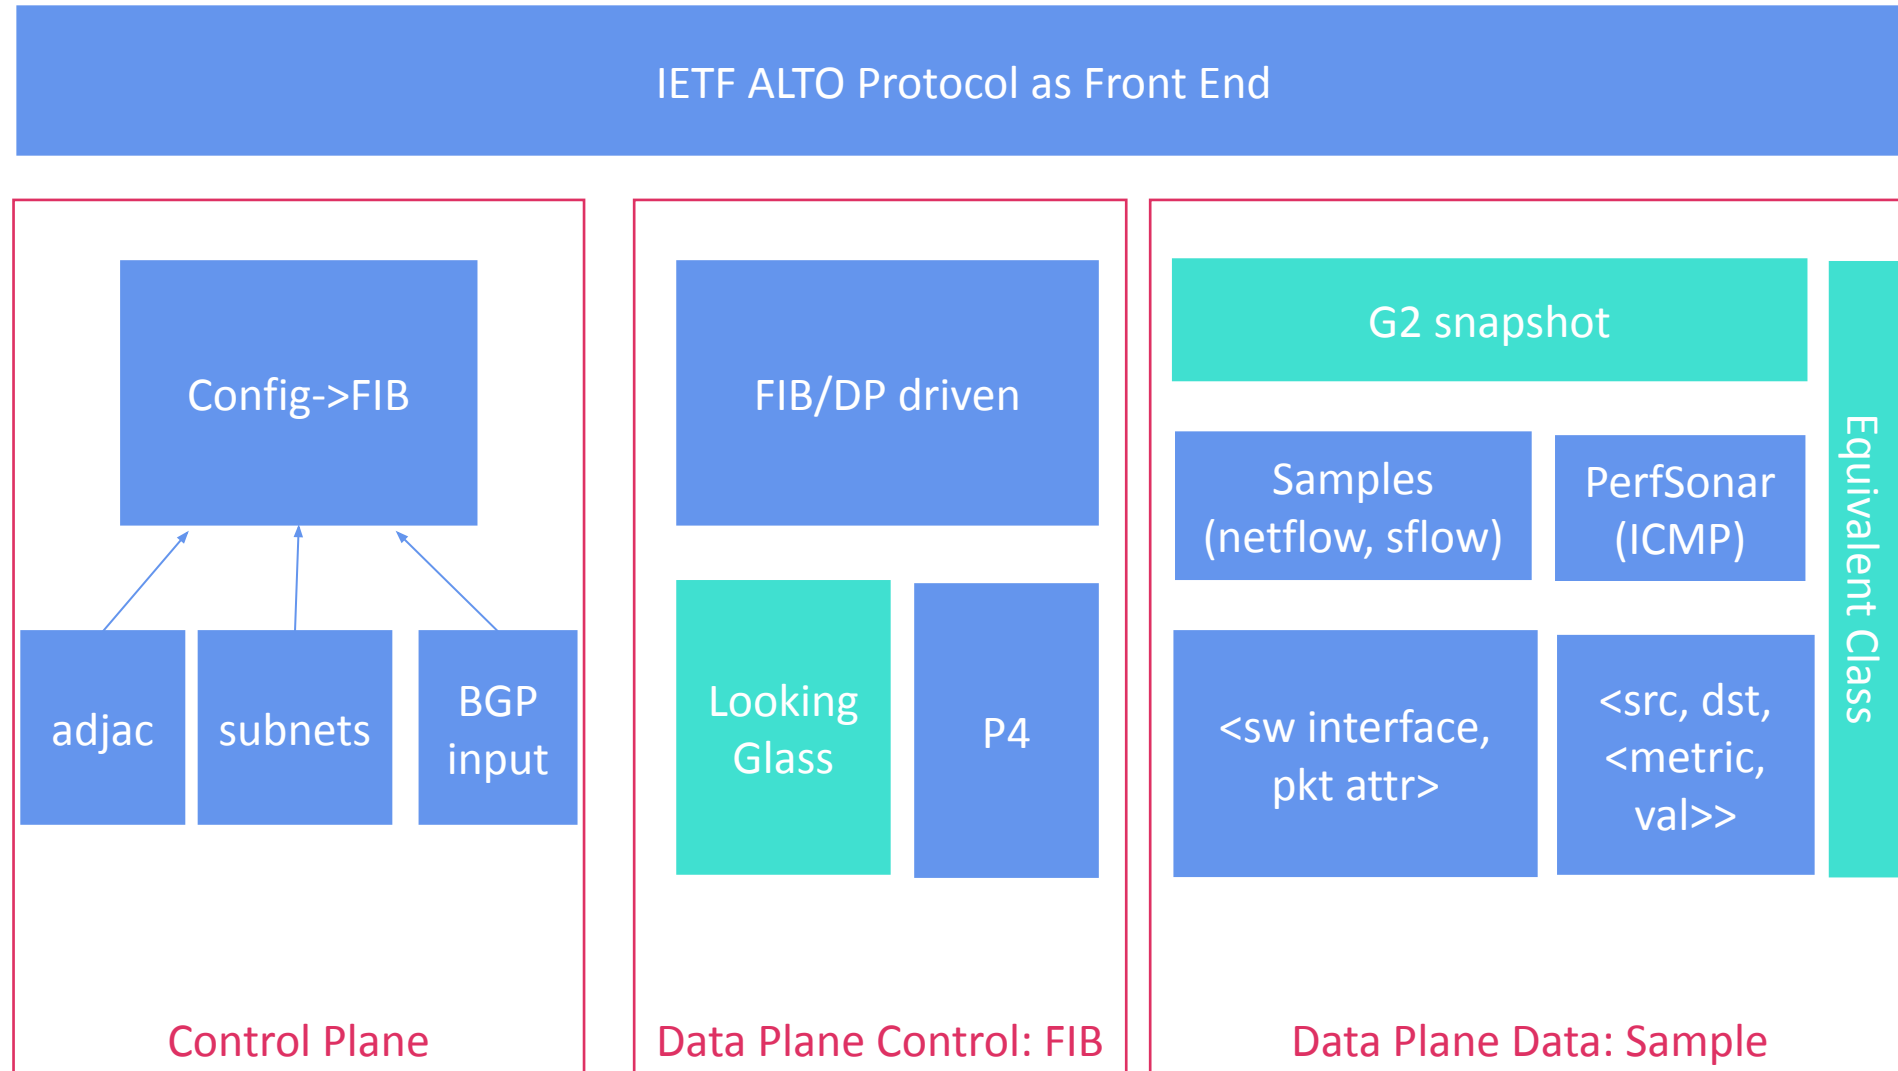 IETF ALTO Protocol as Front End
Config->FIB
adjac
subnets
BGP
input
Control Plane
FIB/DP driven
Looking
Glass
P4
Data Plane Control: FIB
G2 snapshot
Samples
(netflow, sflow)
PerfSonar
(ICMP)
<sw interface,
pkt attr>
<src, dst,
<metric,
val>>
Equivalent Class
Data Plane Data: Sample